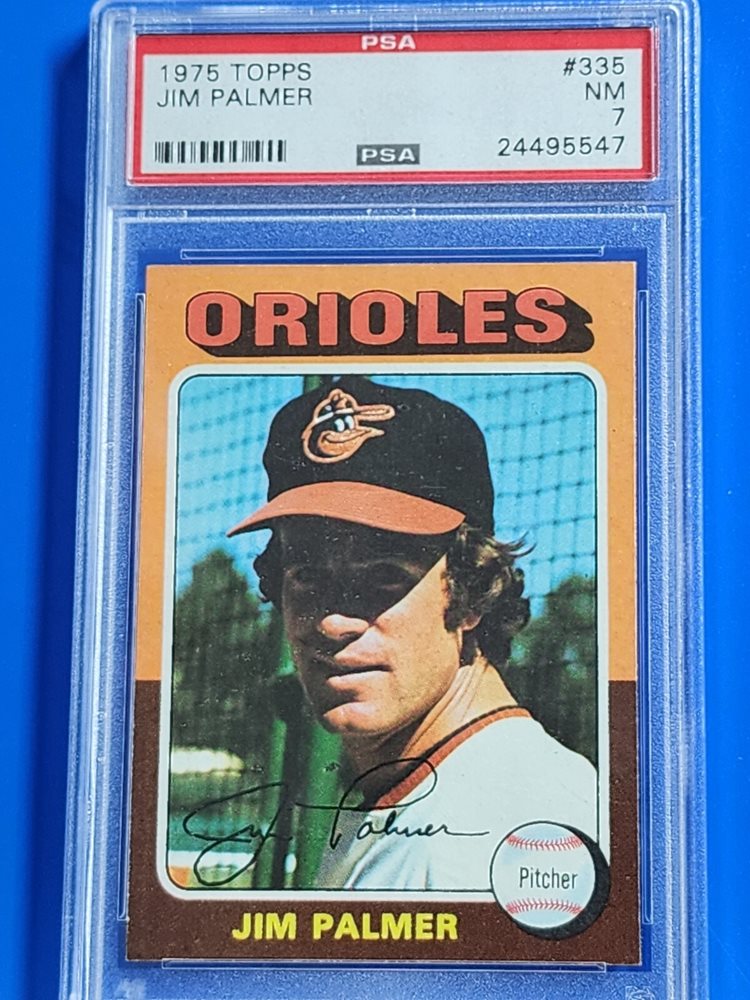 PSA
1975 TOPPS #335
JIM PALMER NM
7
PSA 24495547
ORIOLES
Jim Palmer
Pitcher
JIM PALMER